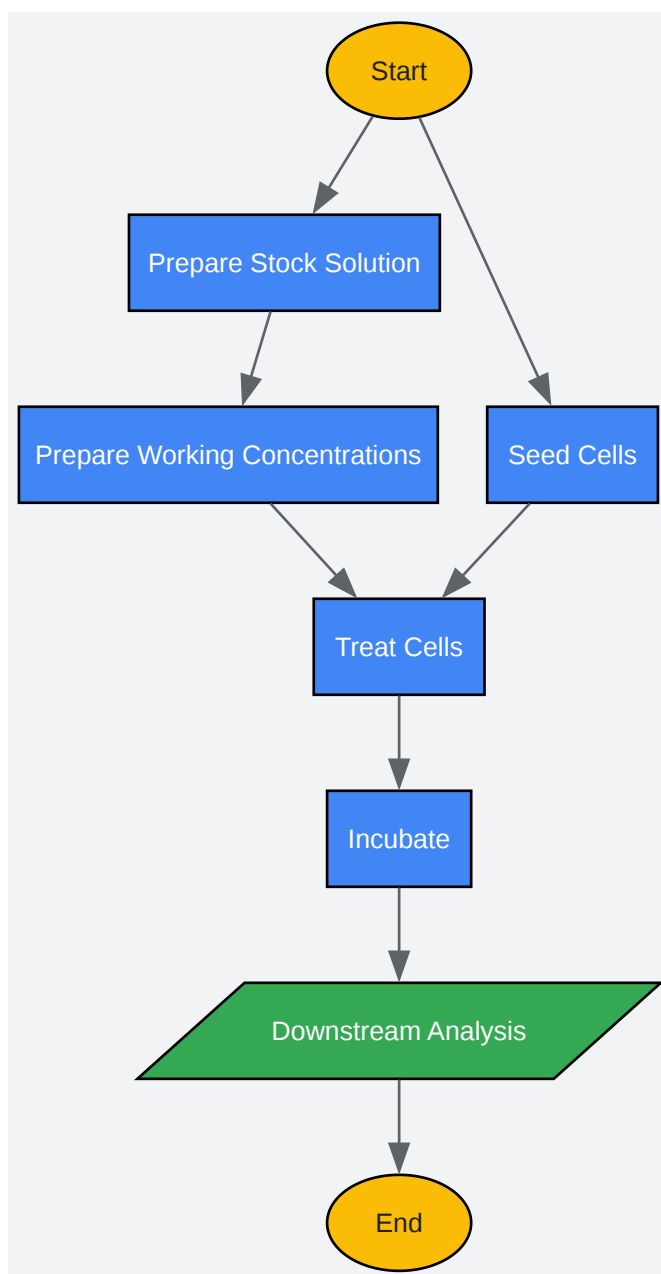 Start
Prepare Stock Solution
Prepare Working Concentrations
Seed Cells
Treat Cells
Incubate
Downstream Analysis
End